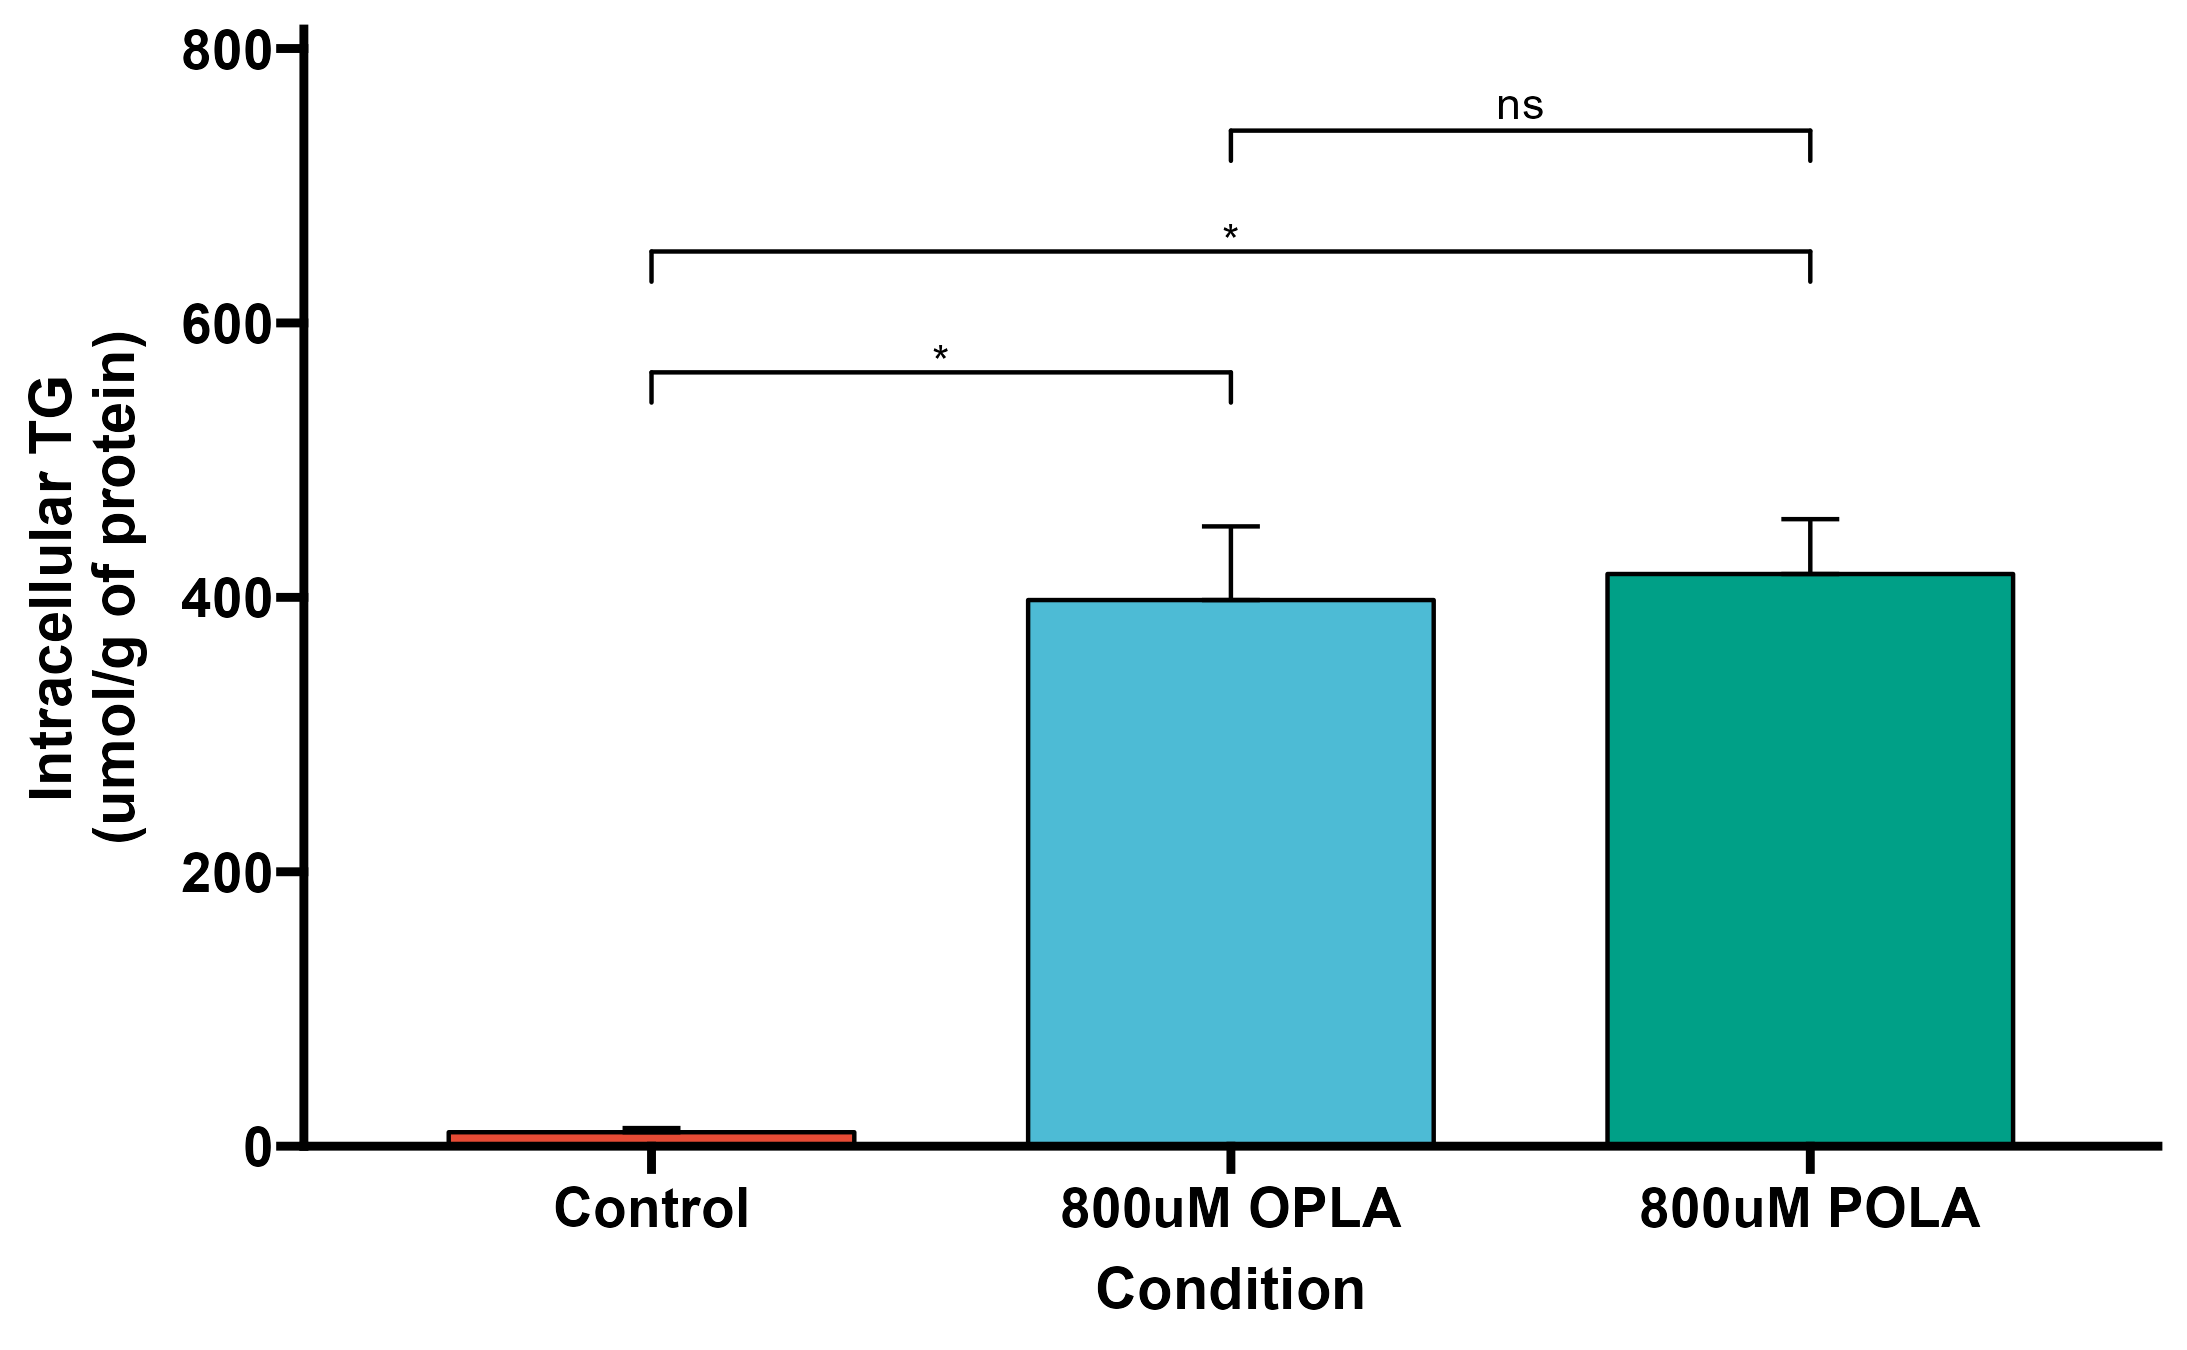 800
600
400
200
0
Intracellular TG
(umol/g of protein)
ns
*
*
Control
800uM OPLA
800uM POLA
Condition